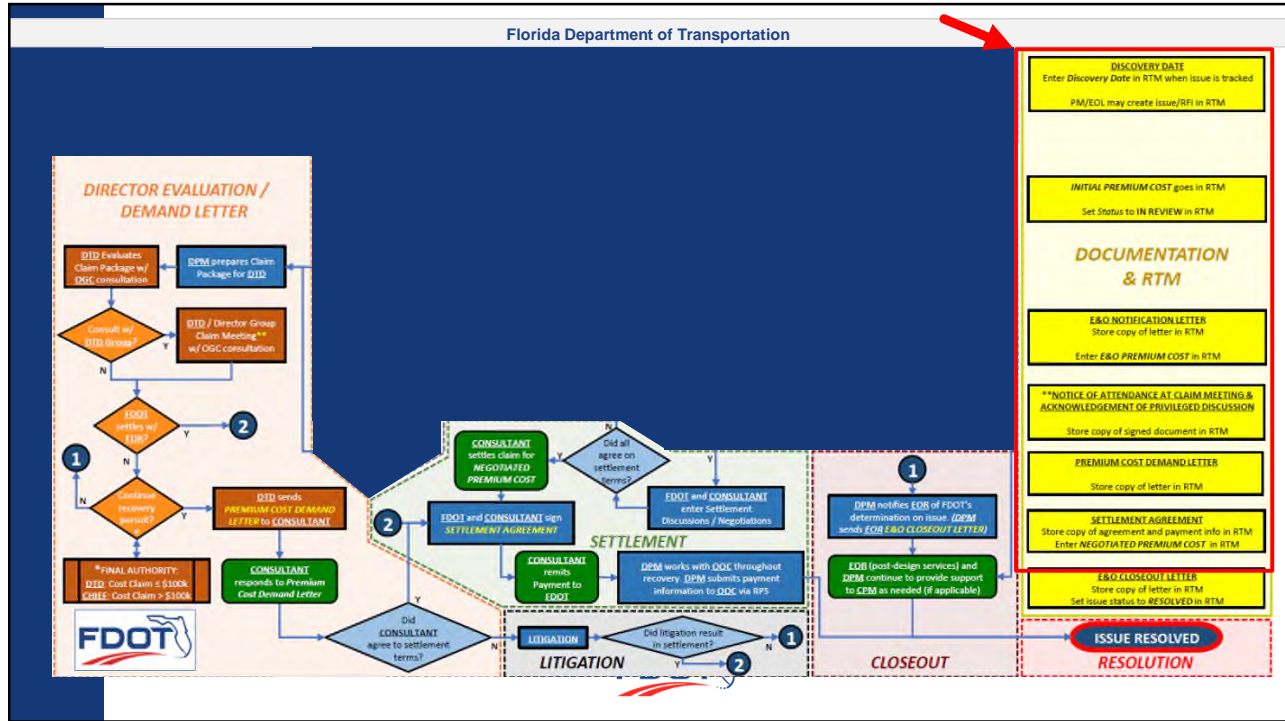 Florida Department of Transportation
DIRECTOR EVALUATION /
DEMAND LETTER
DTD Evaluates
Claim Package w/
OGC consultation
DPM prepares Claim
Package for DTD
Consult w/
DTD Group?
Y
N
DTD / Director Group
Claim Meeting**
w/ OGC consultation
FDOT
settles w/
EOR?
Y
2
N
1
Continue
recovery
pursuit?
*
N
Y
DTD sends
PREMIUM COST DEMAND
LETTER to CONSULTANT
*FINAL AUTHORITY:
DTD: Cost Claim ≤ $100k
CHIEF: Cost Claim > $100k
CONSULTANT
responds to Premium
Cost Demand Letter
FDOT
Did
CONSULTANT
agree to settlement
terms?
Y
N
2
CONSULTANT
settles claim for
NEGOTIATED
PREMIUM COST
Y
N
Did all
agree on
settlement
terms?
Y
FDOT and CONSULTANT
enter Settlement
Discussions / Negotiations
FDOT and CONSULTANT sign
SETTLEMENT AGREEMENT
SETTLEMENT
CONSULTANT
remits
Payment to
FDOT
DPM works with OOC throughout
recovery. DPM submits payment
information to OOC via RPS
LITIGATION
Did litigation result
in settlement?
N
1
Y
2
LITIGATION
1
DPM notifies EOR of FDOT's
determination on issue. (DPM
sends EOR E&O CLOSEOUT LETTER)
EOR (post-design services) and
DPM continue to provide support
to CPM as needed (if applicable)
CLOSEOUT
DISCOVERY DATE
Enter Discovery Date in RTM when issue is tracked
PM/EOL may create issue/RFI in RTM
INITIAL PREMIUM COST goes in RTM
Set Status to IN REVIEW in RTM
DOCUMENTATION
& RTM
E&O NOTIFICATION LETTER
Store copy of letter in RTM
Enter E&O PREMIUM COST in RTM
**NOTICE OF ATTENDANCE AT CLAIM MEETING &
ACKNOWLEDGEMENT OF PRIVILEGED DISCUSSION
Store copy of signed document in RTM
PREMIUM COST DEMAND LETTER
Store copy of letter in RTM
SETTLEMENT AGREEMENT
Store copy of agreement and payment info in RTM
Enter NEGOTIATED PREMIUM COST in RTM
E&O CLOSEOUT LETTER
Store copy of letter in RTM
Set issue status to RESOLVED in RTM
ISSUE RESOLVED
RESOLUTION